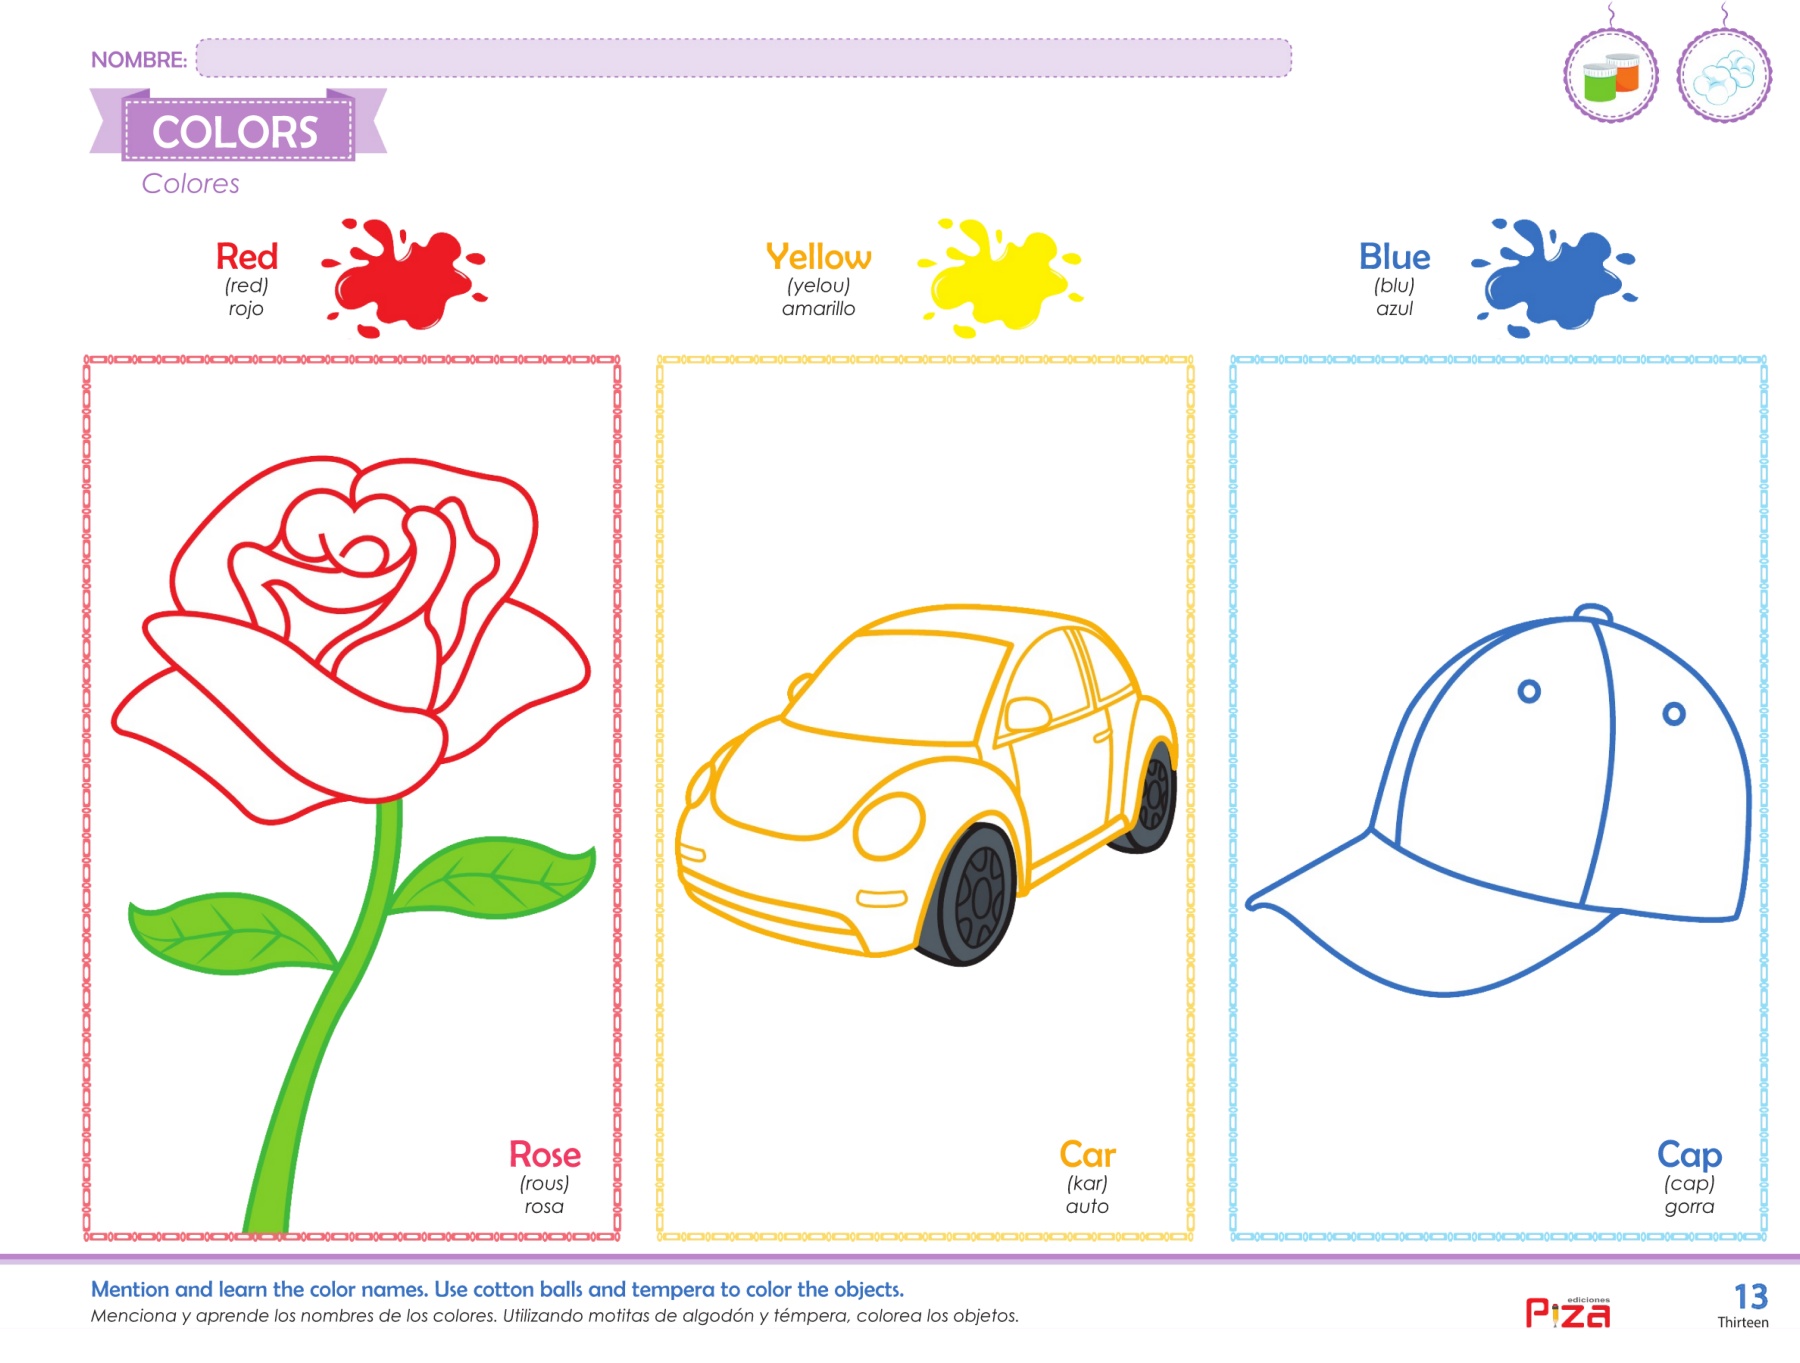 NOMBRE:
COLORS
Colores
Red
(red)
rojo
Yellow
(yelou)
amarillo
Blue
(blu)
azul
Rose
(rous)
rosa
Car
(kar)
auto
Cap
(cap)
gorra
Mention and learn the color names. Use cotton balls and tempera to color the objects.
Menciona y aprende los nombres de los colores. Utilizando motitas de algodón y témpera, colorea los objetos.
ediciones
Piza
13
Thirteen